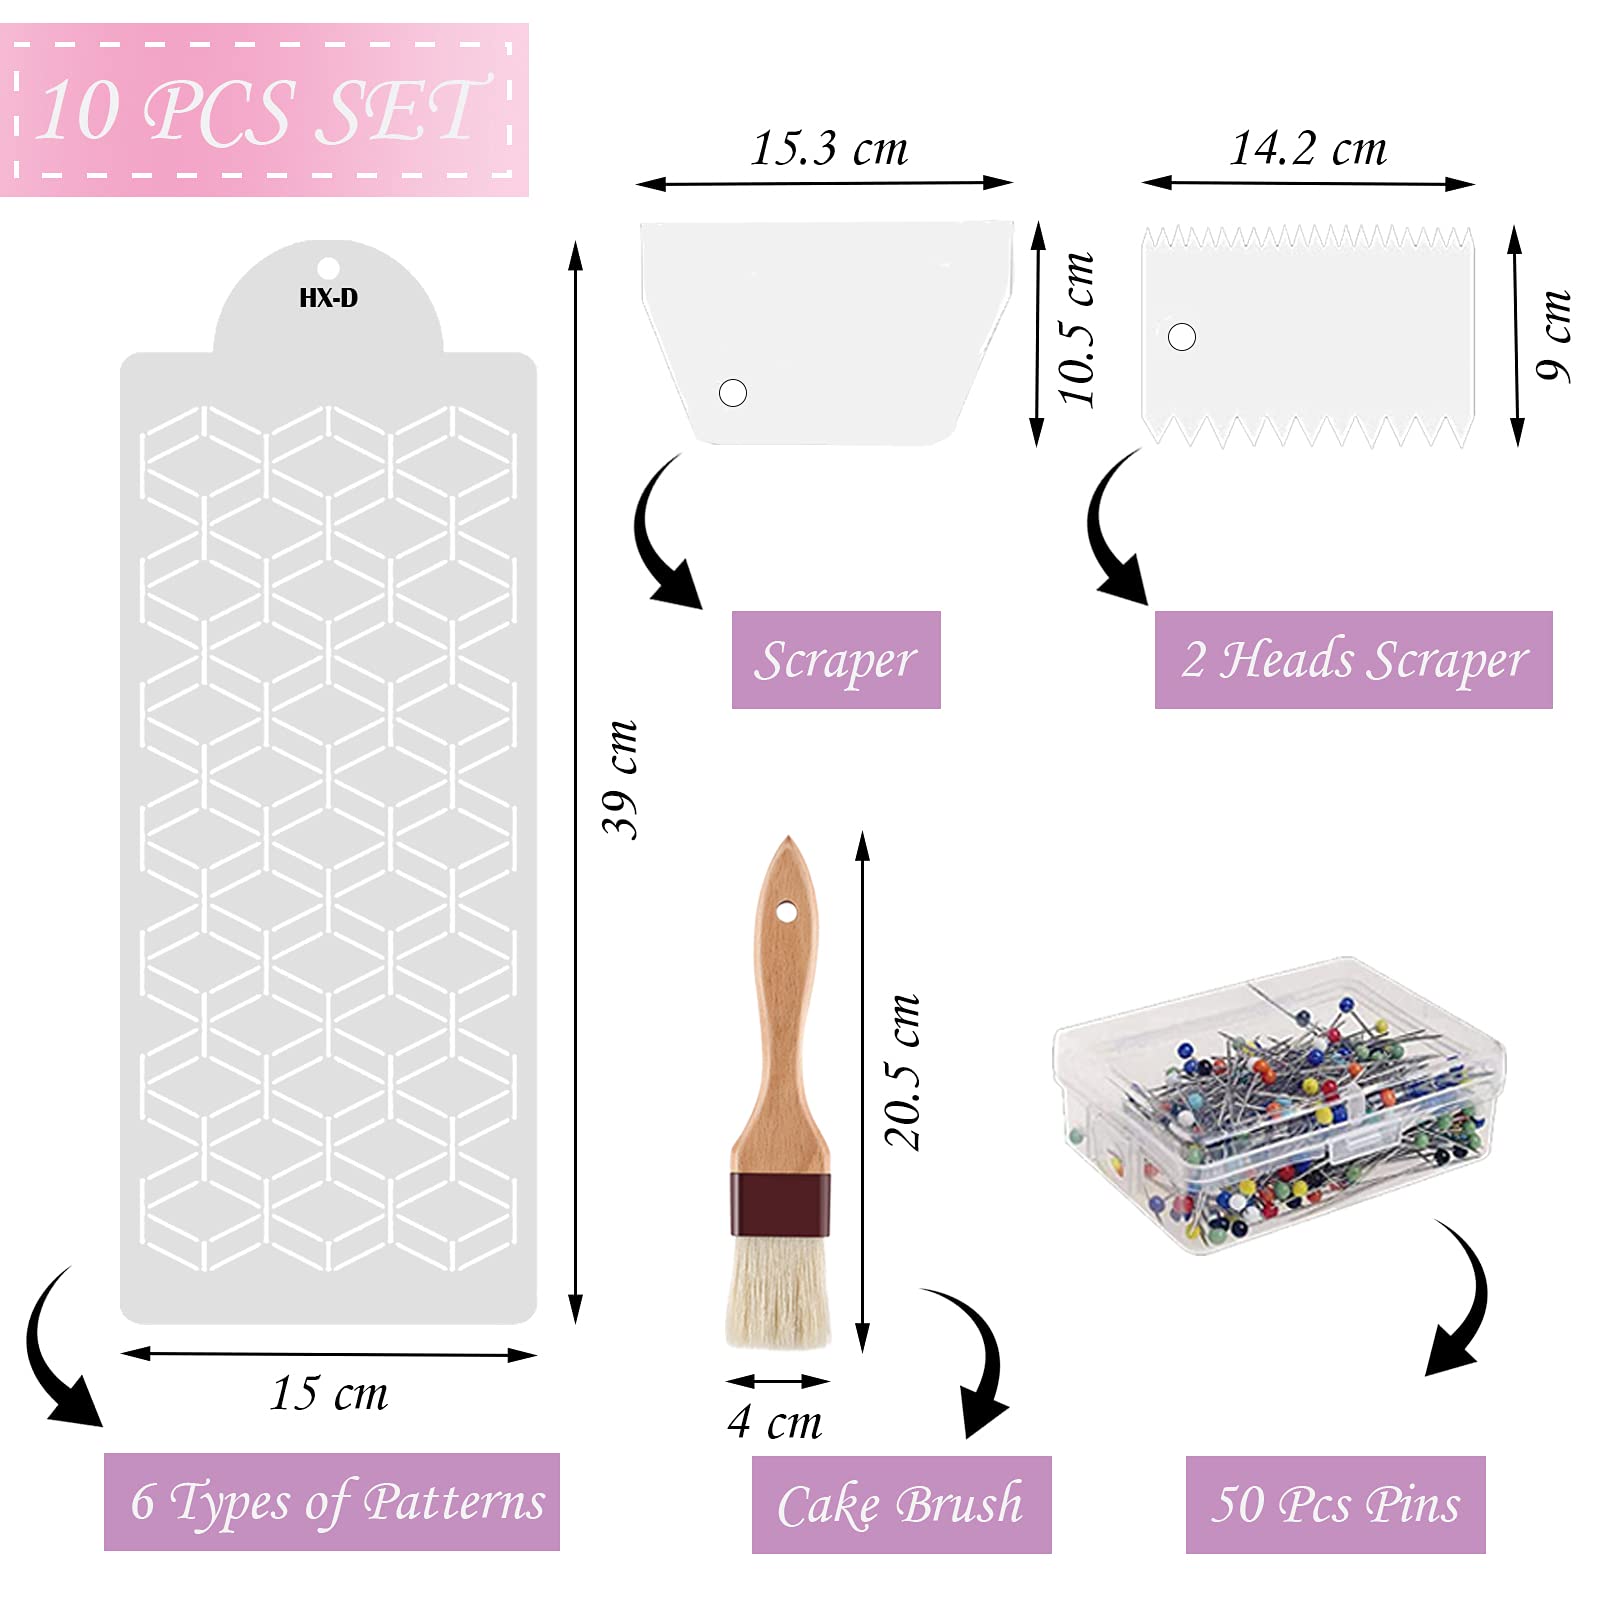 10 PCS SET
15.3 cm
14.2 cm
HX-D
10.5 cm
9 cm
Scraper
2 Heads Scraper
39 cm
20.5 cm
15 cm
4 cm
6 Types of Patterns
Cake Brush
50 Pcs Pins